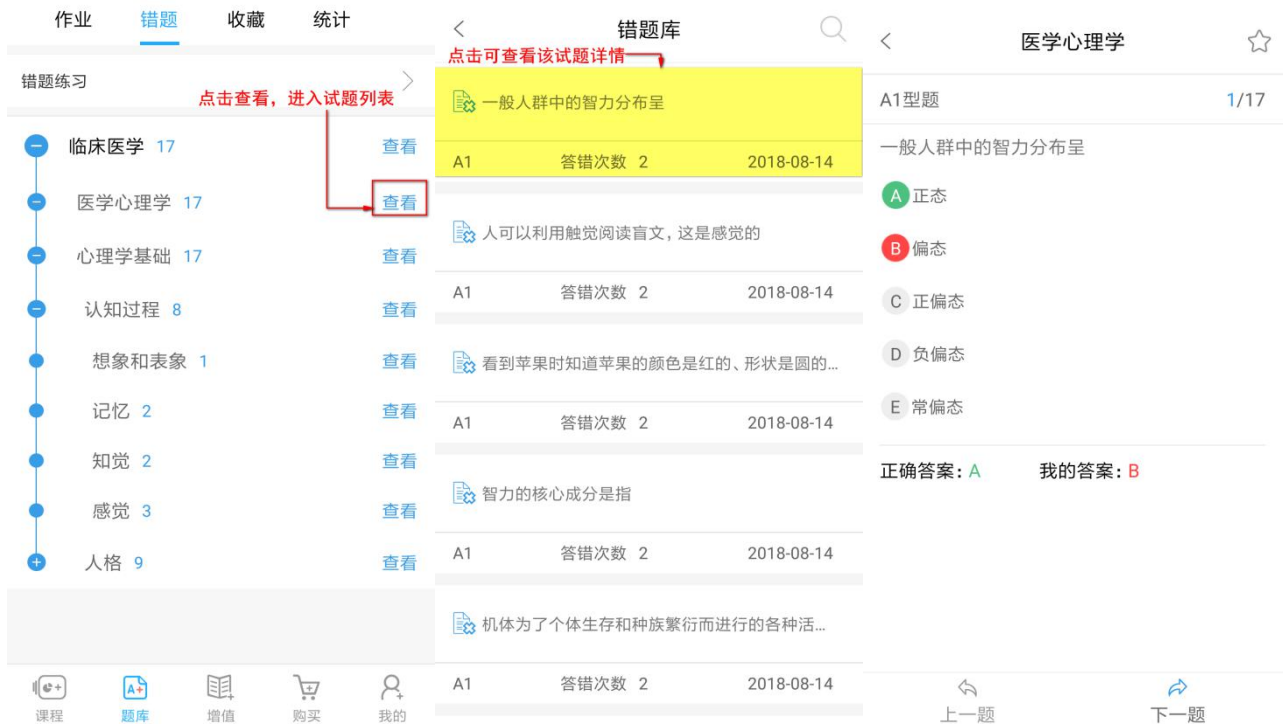 作业 错题 收藏 统计
错题练习
点击查看，进入试题列表
临床医学 17 查看
医学心理学 17 查看
心理学基础 17 查看
认知过程 8 查看
想象和表象 1 查看
记忆 2 查看
知觉 2 查看
感觉 3 查看
人格 9 查看
课程 题库 增值 购买 我的
错题库
点击可查看该试题详情
一般人群中的智力分布呈
A1 答错次数 2 2018-08-14
人可以利用触觉阅读盲文，这是感觉的
A1 答错次数 2 2018-08-14
看到苹果时知道苹果的颜色是红的、形状是圆的...
A1 答错次数 2 2018-08-14
智力的核心成分是指
A1 答错次数 2 2018-08-14
机体为了个体生存和种族繁衍而进行的各种活...
A1 答错次数 2 2018-08-14
医学心理学
A1型题 1/17
一般人群中的智力分布呈
A 正态
B 偏态
C 正偏态
D 负偏态
E 常偏态
正确答案：A 我的答案：B
上一题 下一题